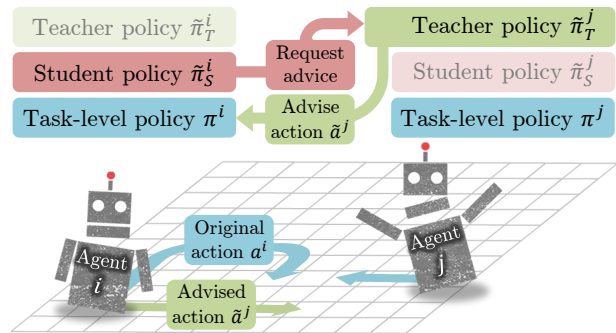 Teacher policy π̃ᵢT
Request advice
Teacher policy π̃ʲT
Student policy π̃ⁱS
Student policy π̃ʲS
Task-level policy πⁱ
Advise
action ãʲ
Task-level policy πʲ
Original
action aⁱ
Agent
i
Agent
j
Advised
action ãʲ